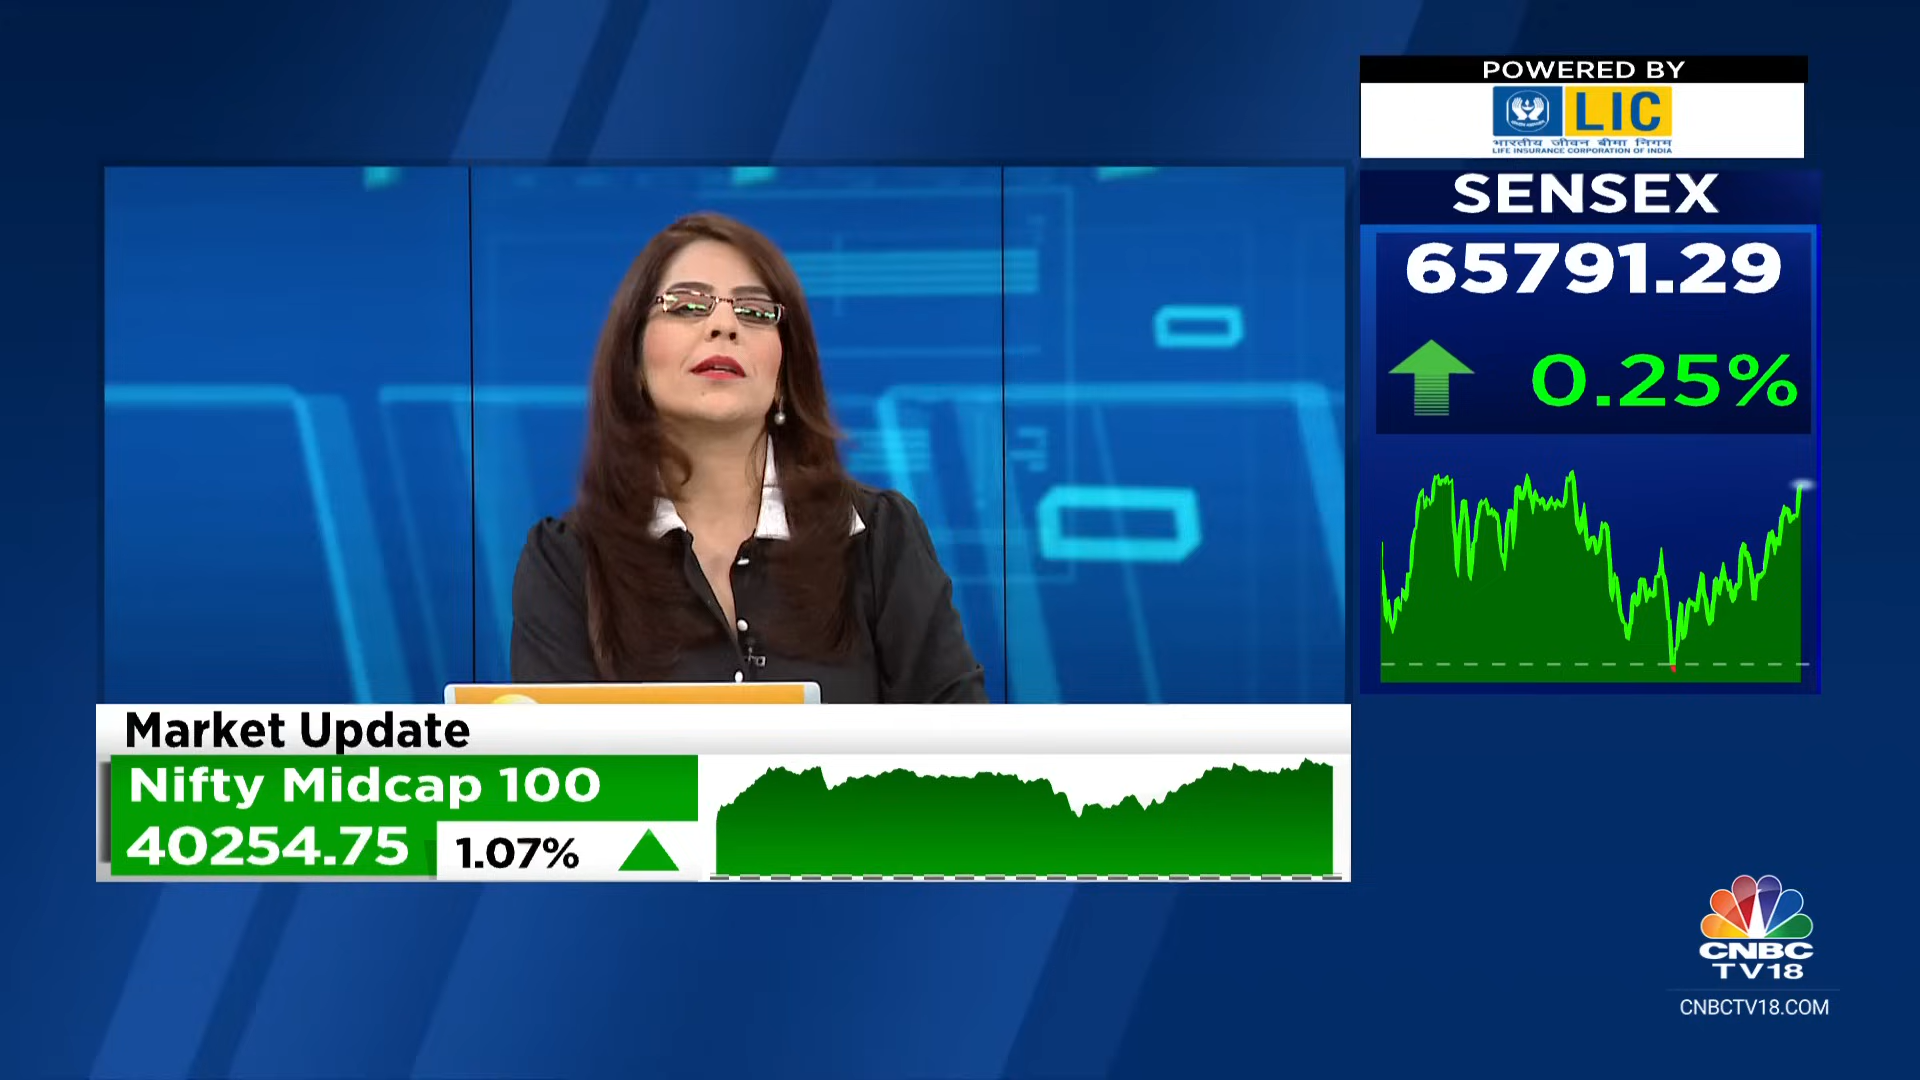 POWERED BY
LIC
भारतीय जीवन बीमा निगम
LIFE INSURANCE CORPORATION OF INDIA
SENSEX
65791.29
0.25%
Market Update
Nifty Midcap 100
40254.75
1.07%
CNBC
TV18
CNBCTV18.COM